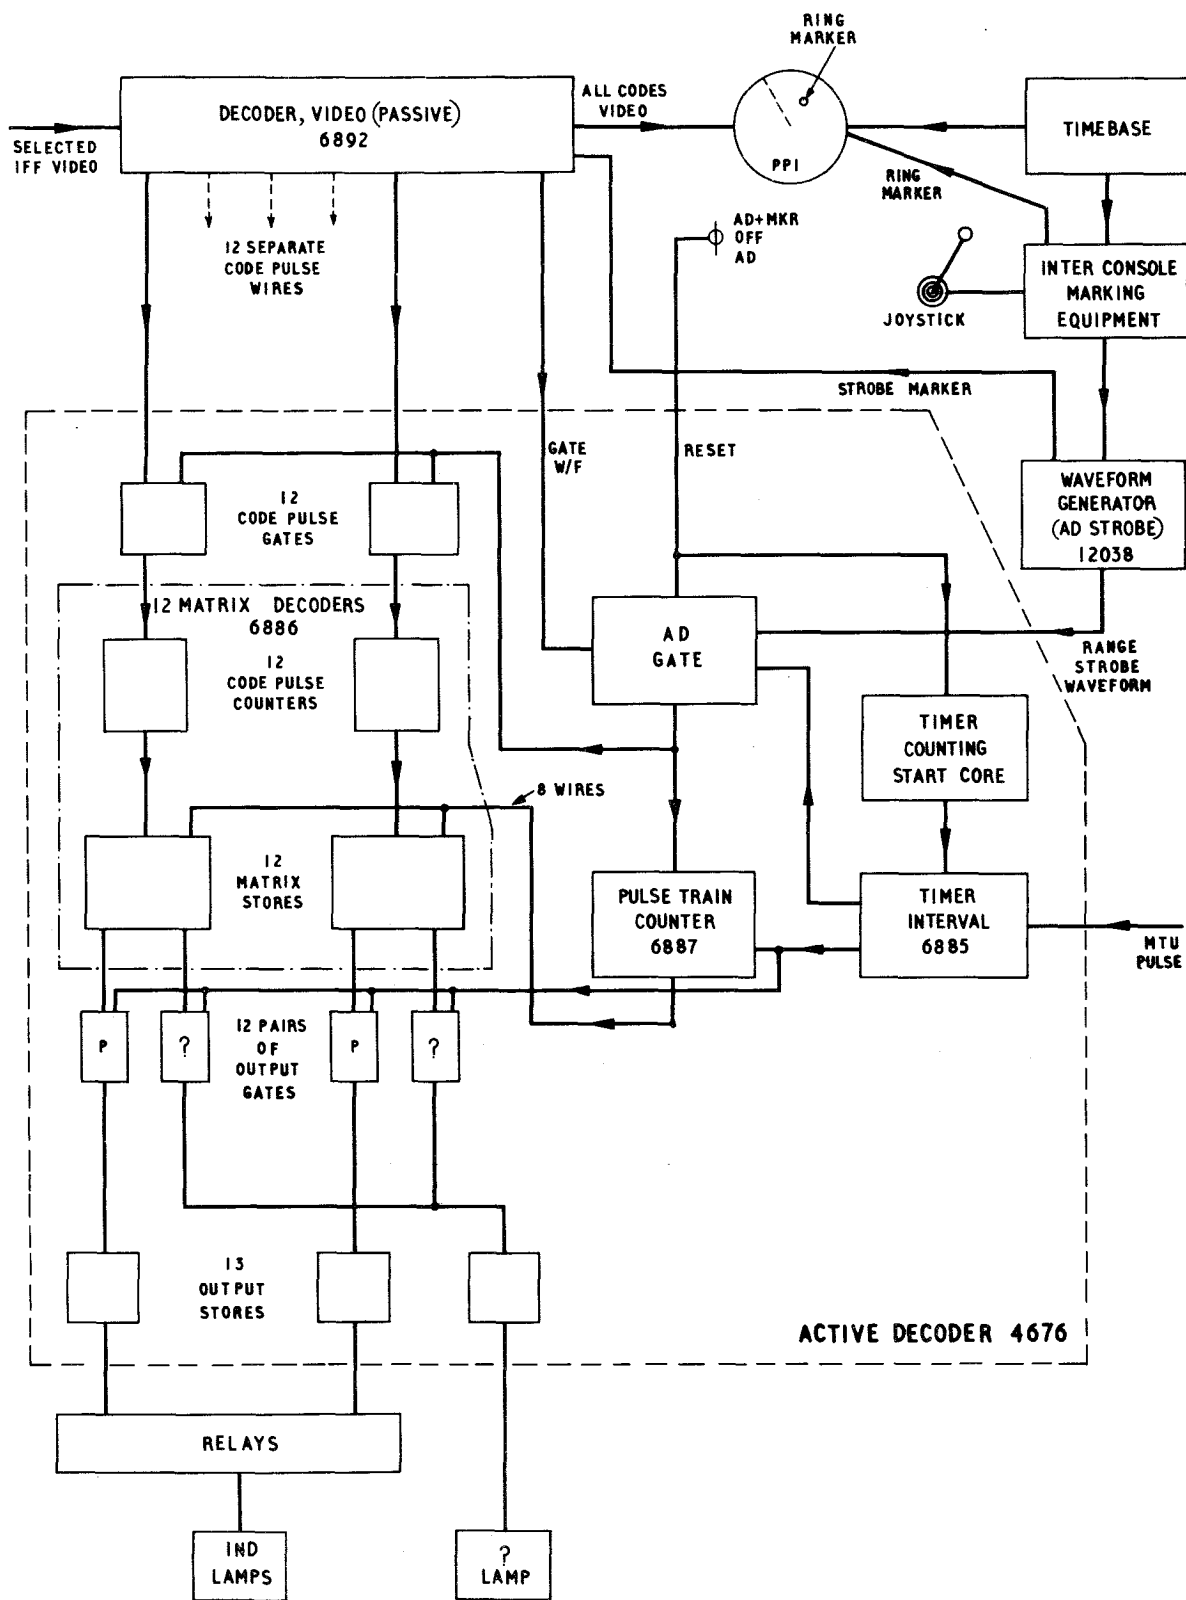 RING
MARKER
DECODER, VIDEO (PASSIVE)
6892
ALL CODES
VIDEO
SELECTED
IFF VIDEO
PPI
TIMEBASE
RING
MARKER
12 SEPARATE
CODE PULSE
WIRES
AD+MKR
OFF
AD
JOYSTICK
INTER CONSOLE
MARKING
EQUIPMENT
STROBE MARKER
GATE
W/F
RESET
WAVEFORM
GENERATOR
(AD STROBE)
12038
12
CODE PULSE
GATES
12 MATRIX DECODERS
6886
12
CODE PULSE
COUNTERS
AD
GATE
RANGE
STROBE
WAVEFORM
TIMER
COUNTING
START CORE
8 WIRES
12
MATRIX
STORES
PULSE TRAIN
COUNTER
6887
TIMER
INTERVAL
6885
MTU
PULSE
P
?
12 PAIRS
OF
OUTPUT
GATES
P
?
13
OUTPUT
STORES
ACTIVE DECODER 4676
RELAYS
IND
LAMPS
?
LAMP